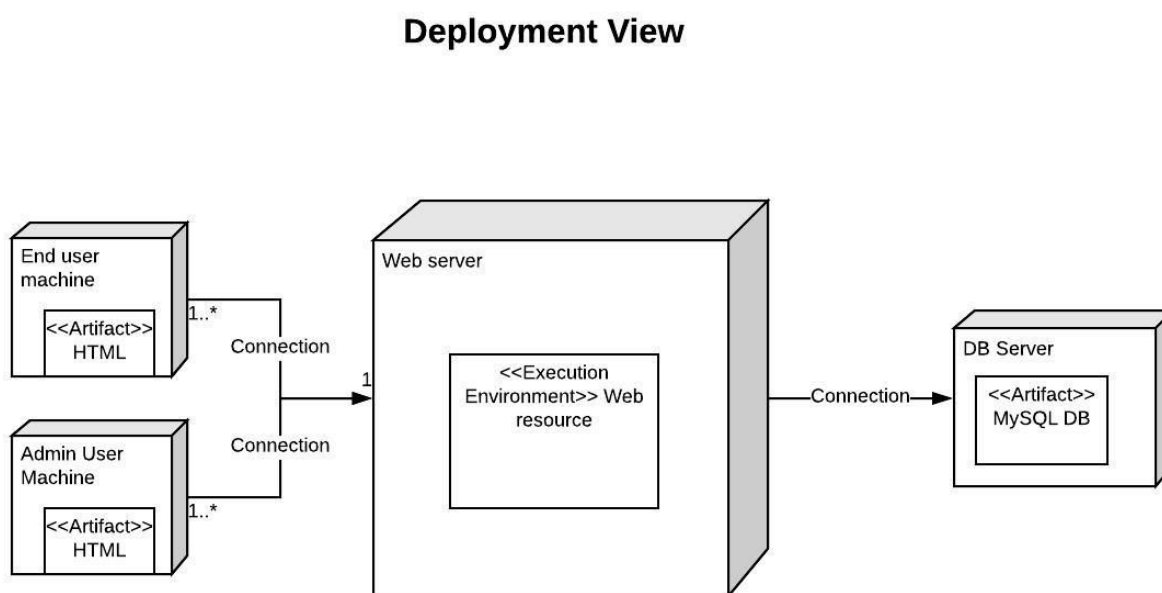 Deployment View
End user
machine
<<Artifact>>
HTML
1..*
Connection
Connection
Admin User
Machine
<<Artifact>>
HTML
1..*
1
Web server
<<Execution
Environment>> Web
resource
Connection
DB Server
<<Artifact>>
MySQL DB